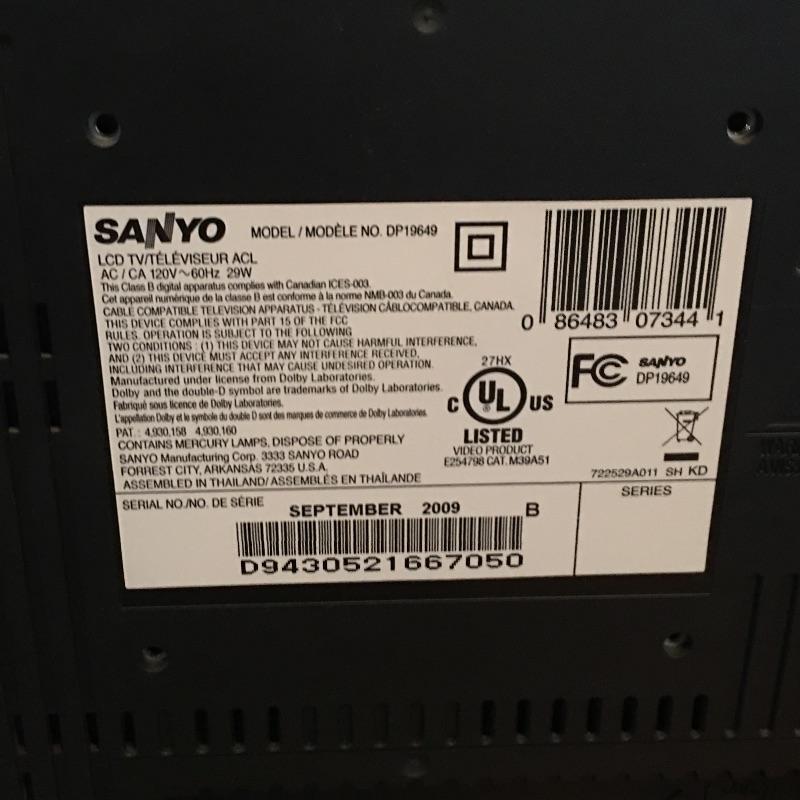 SANYO MODEL / MODÈLE NO. DP19649
LCD TV/TÉLÉVISEUR ACL
AC / CA 120V～60Hz 29W
This Class B digital apparatus complies with Canadian ICES-003.
Cet appareil numérique de la classe B est conforme à la norme NMB-003 du Canada.
CABLE COMPATIBLE TELEVISION APPARATUS - TÉLÉVISION CÂBLOCOMPATIBLE, CANADA.
THIS DEVICE COMPLIES WITH PART 15 OF THE FCC
RULES. OPERATION IS SUBJECT TO THE FOLLOWING
TWO CONDITIONS : (1) THIS DEVICE MAY NOT CAUSE HARMFUL INTERFERENCE,
AND (2) THIS DEVICE MUST ACCEPT ANY INTERFERENCE RECEIVED,
INCLUDING INTERFERENCE THAT MAY CAUSE UNDESIRED OPERATION.
Manufactured under license from Dolby Laboratories.
Dolby and the double-D symbol are trademarks of Dolby Laboratories.
Fabriqué sous licence de Dolby Laboratories.
L'appellation Dolby et le symbole du double D sont des marques de commerce de Dolby Laboratories.
PAT. : 4,930,158 4,930,160
CONTAINS MERCURY LAMPS, DISPOSE OF PROPERLY
SANYO Manufacturing Corp. 3333 SANYO ROAD
FORREST CITY, ARKANSAS 72335 U.S.A.
ASSEMBLED IN THAILAND/ASSEMBLÉS EN THAÏLANDE
0 86483 07344 1
27HX
C UL US
LISTED
VIDEO PRODUCT
E254798 CAT. M39A51
FC SANYO
DP19649
722529A011 SH KD
SERIAL NO./NO. DE SÉRIE
SEPTEMBER 2009 B
D9430521667050
SERIES